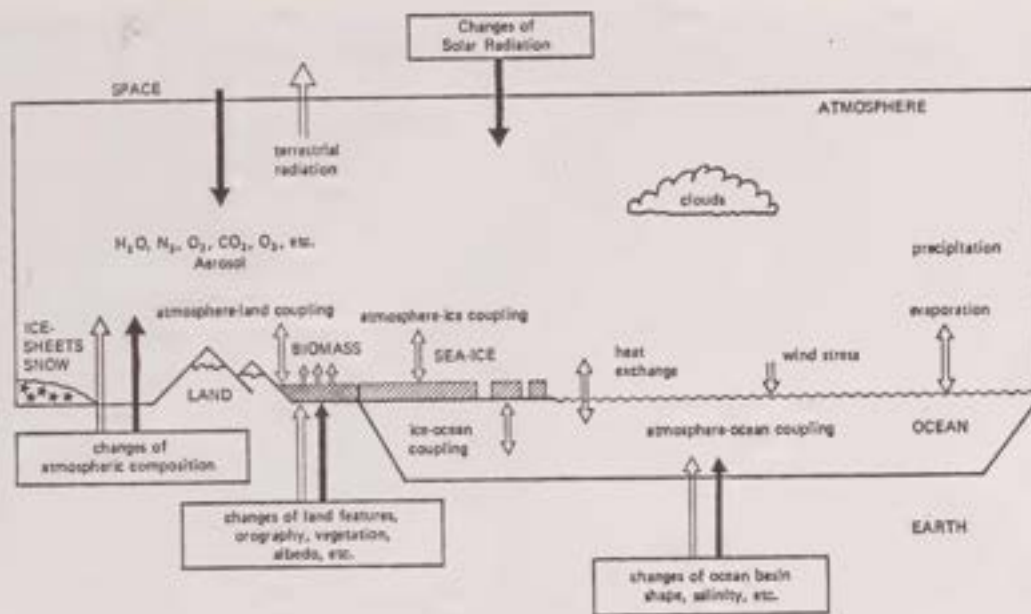 Changes of
Solar Radiation
SPACE
ATMOSPHERE
terrestrial
radiation
clouds
H₂O, N₂, O₂, CO₂, O₃, etc.
Aerosol
precipitation
atmosphere-land coupling
atmosphere-ice coupling
evaporation
ICE-
SHEETS
SNOW
BIOMASS
SEA-ICE
heat
exchange
wind stress
LAND
changes of
atmospheric composition
ice-ocean
coupling
atmosphere-ocean coupling
OCEAN
changes of land features,
orography, vegetation,
albedo, etc.
EARTH
changes of ocean basin
shape, salinity, etc.